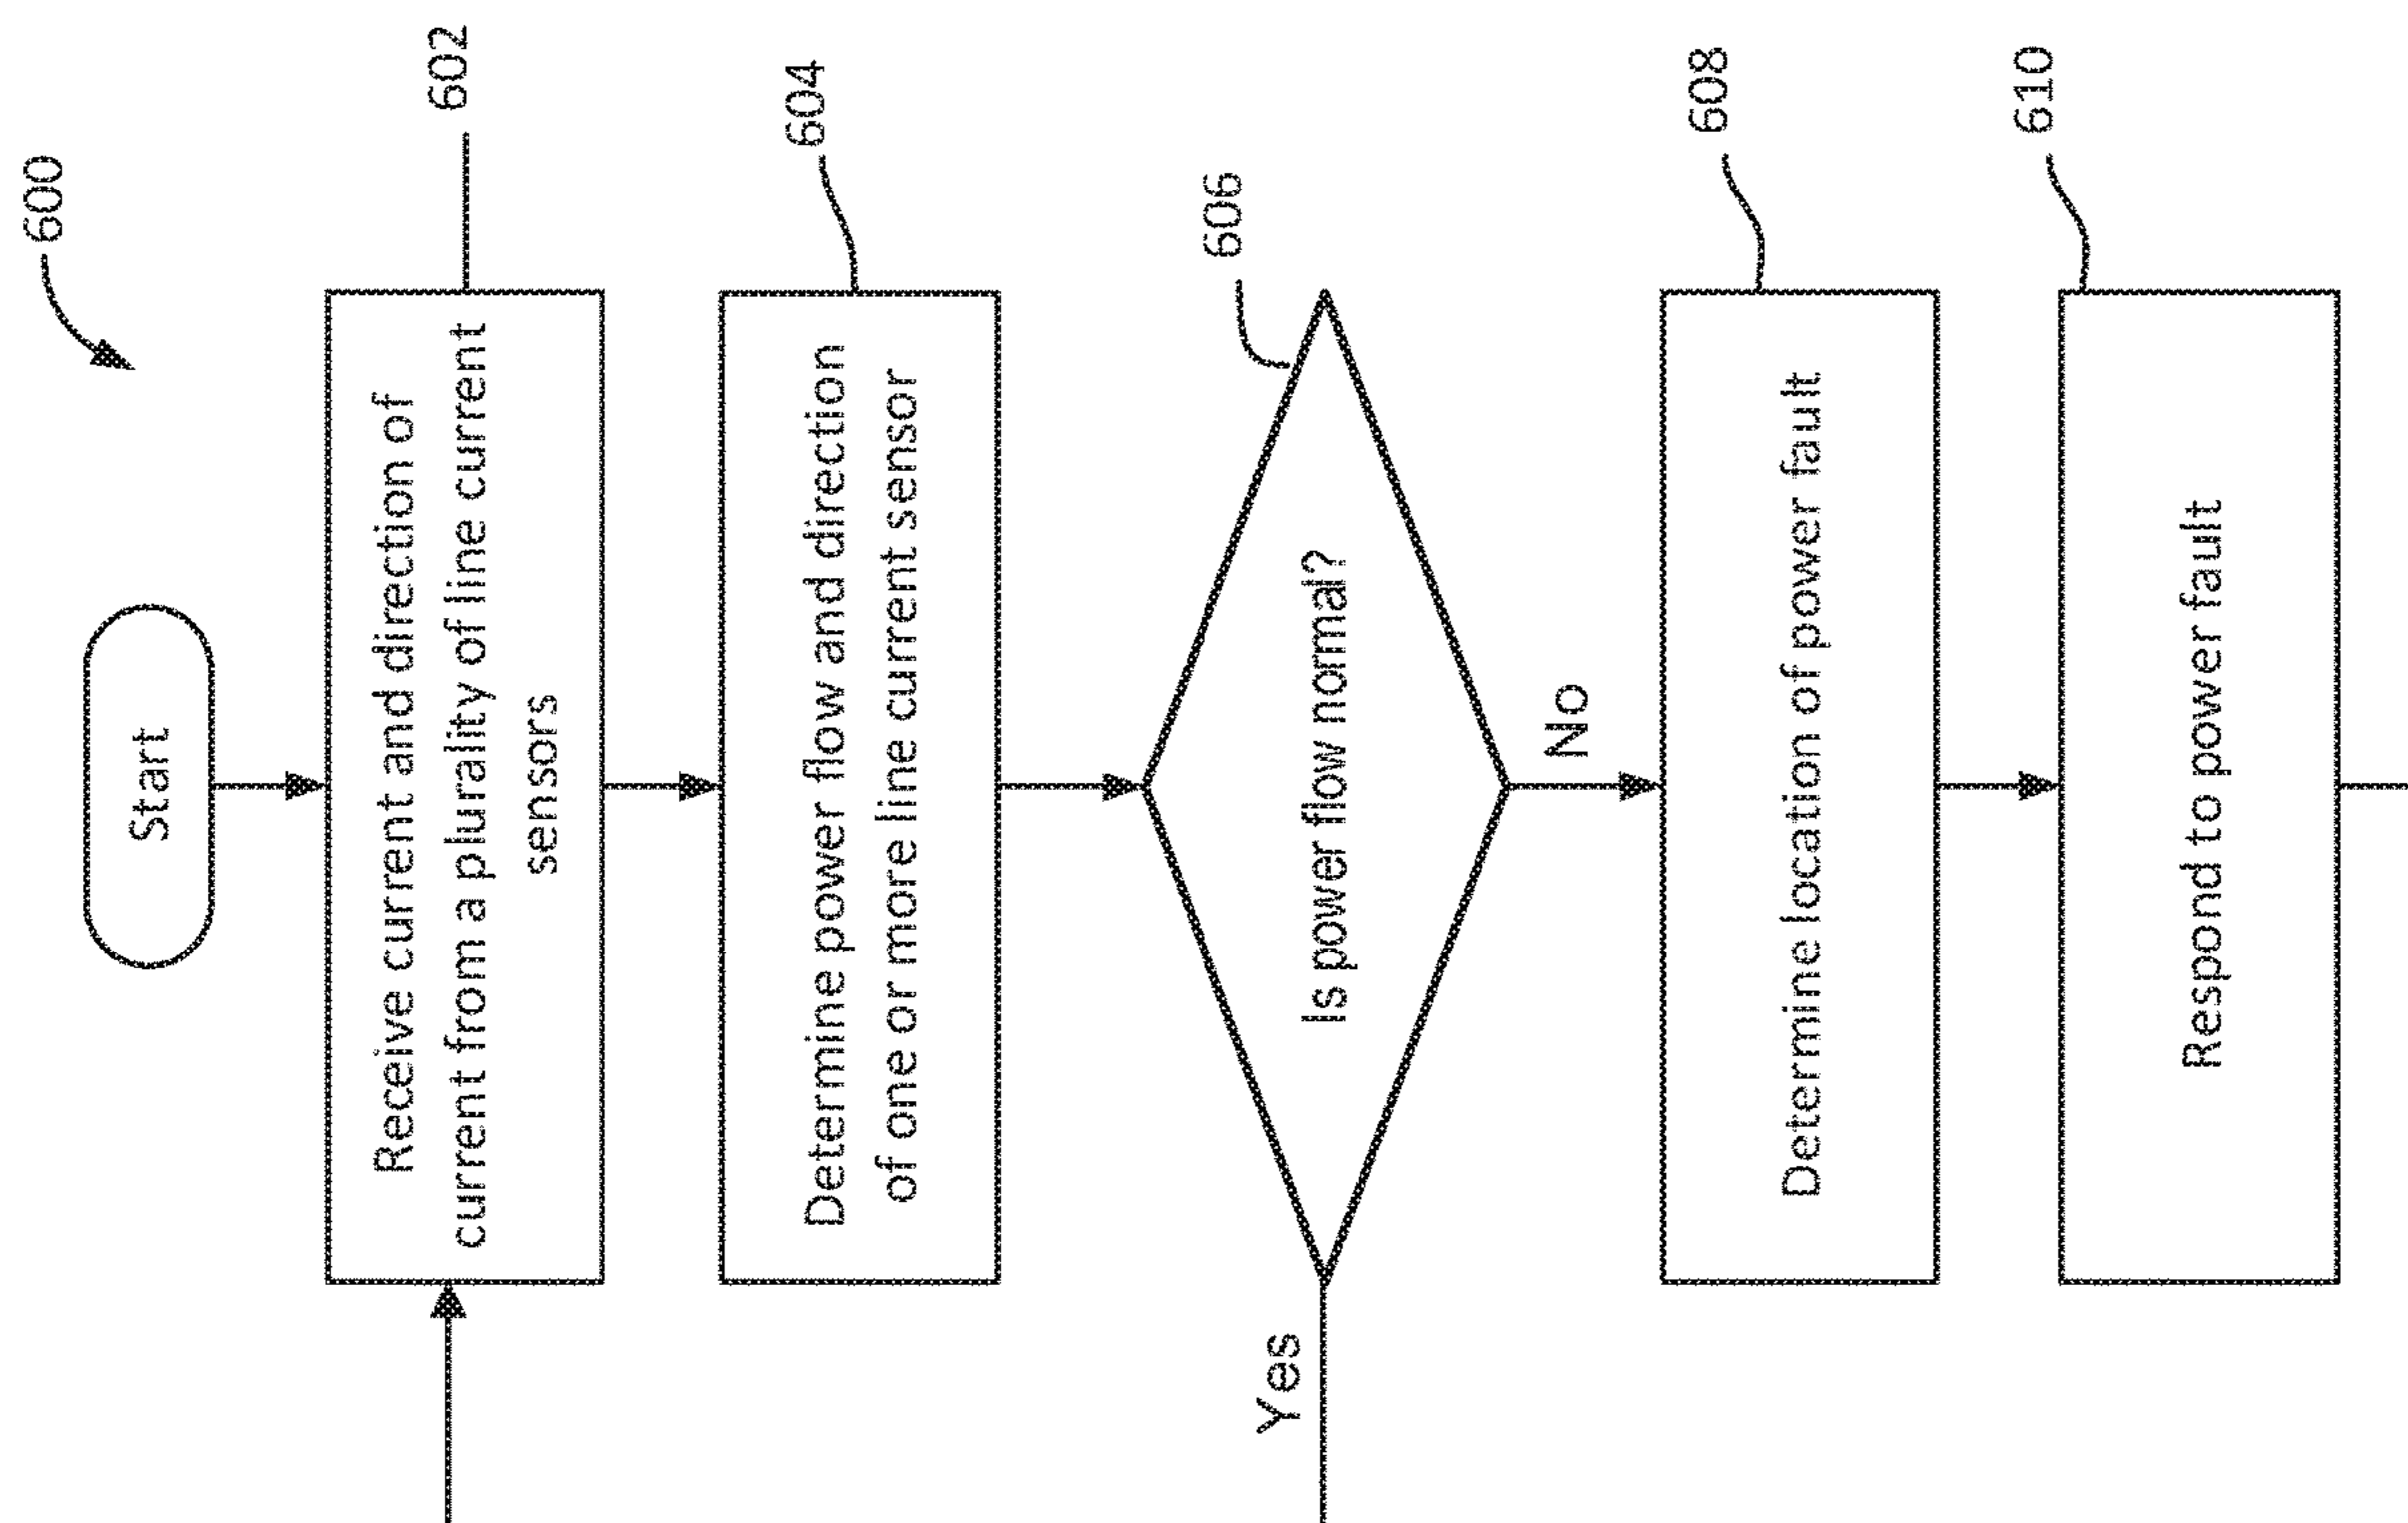 600
Start
Receive current and direction of
current from a plurality of line current
sensors
602
Determine power flow and direction
of one or more line current sensor
604
Is power flow normal?
606
Yes
No
Determine location of power fault
608
Respond to power fault
610